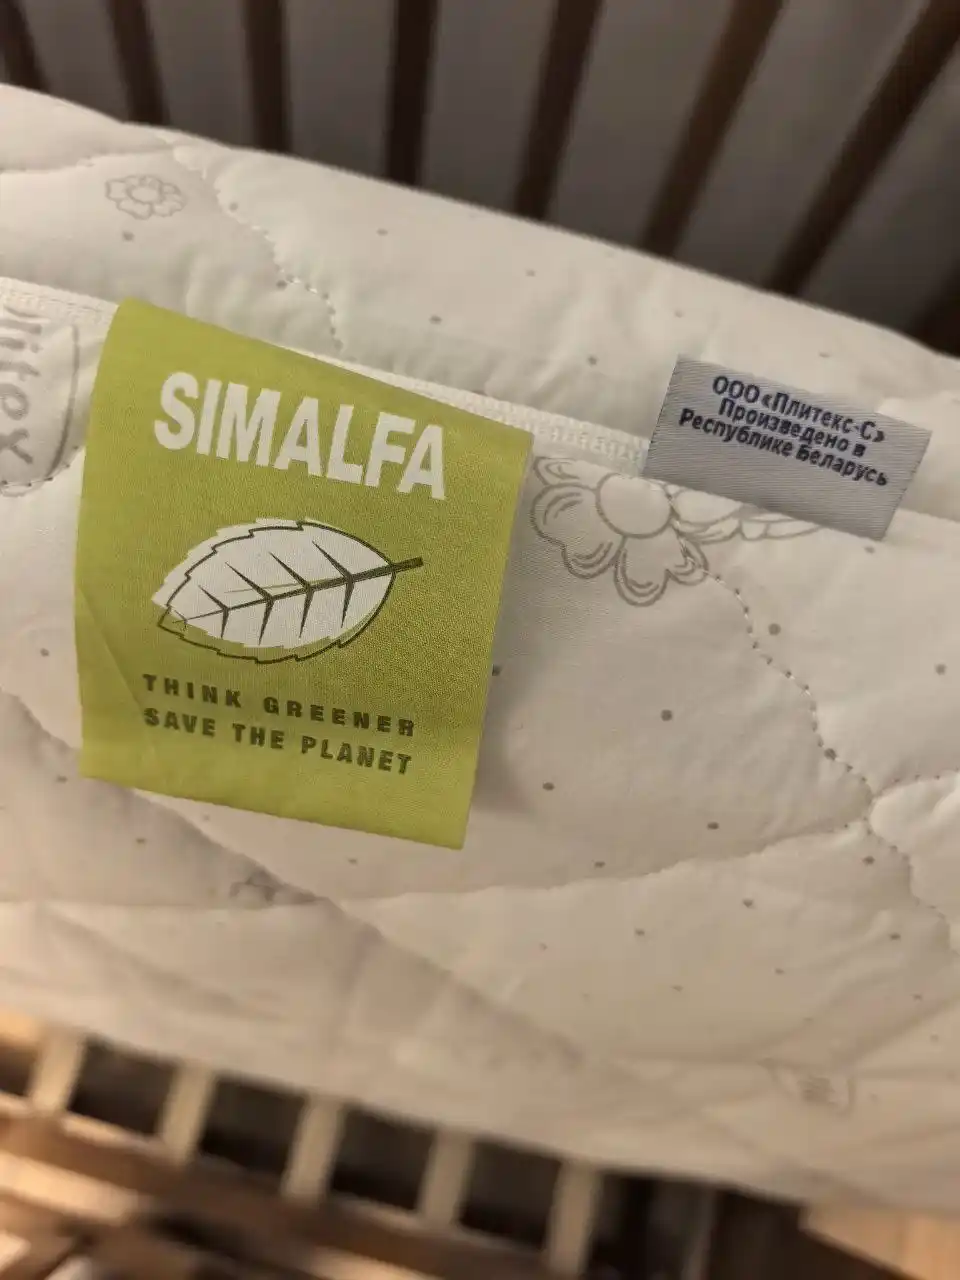 SIMALFA
THINK GREENER
SAVE THE PLANET
ООО «Плитекс-С»
Произведено в
Республике Беларусь